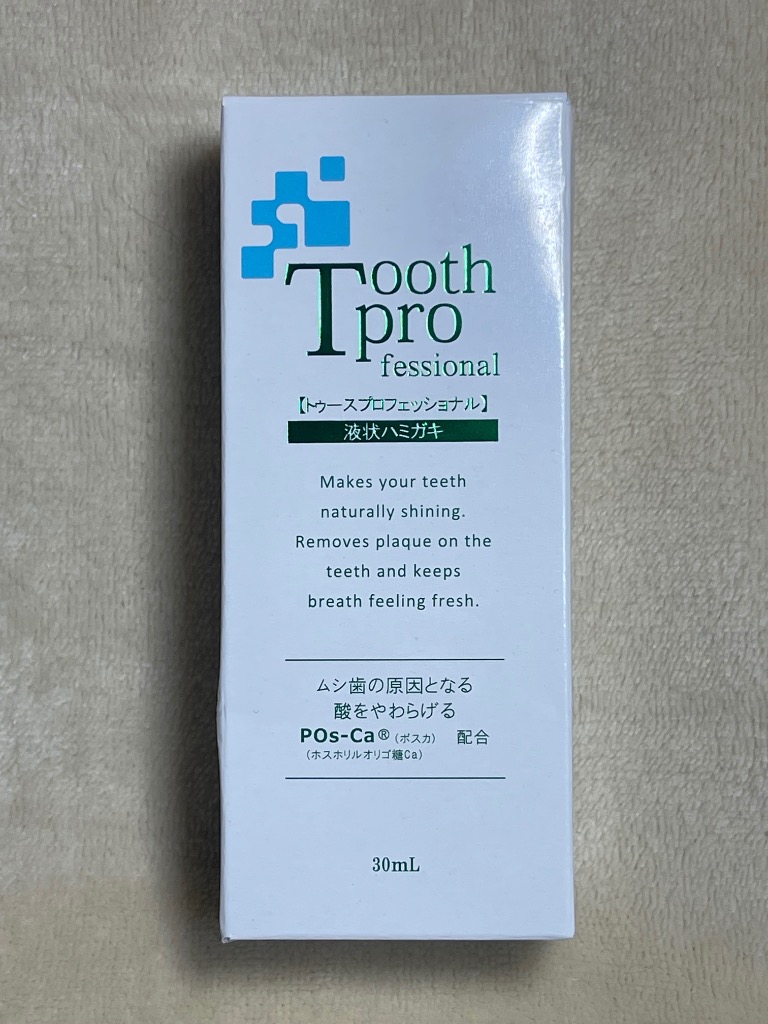 Tooth
pro
fessional
【トゥースプロフェッショナル】
液状ハミガキ
Makes your teeth
naturally shining.
Removes plaque on the
teeth and keeps
breath feeling fresh.
ムシ歯の原因となる
酸をやわらげる
POs-Ca®(ポスカ) 配合
(ホスホリルオリゴ糖Ca)
30mL